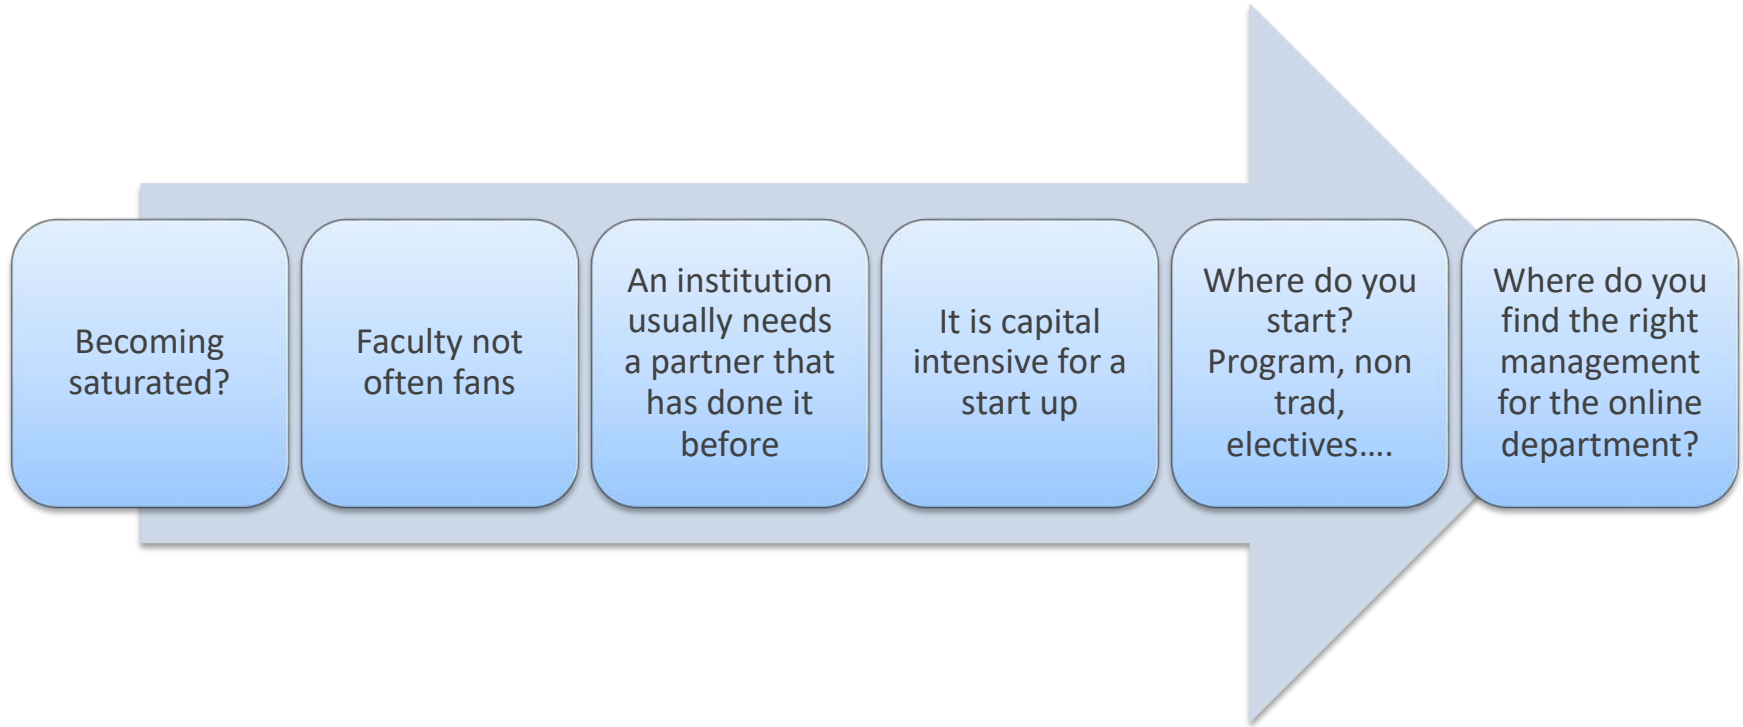 Becoming
saturated?
Faculty not
often fans
An institution
usually needs
a partner that
has done it
before
It is capital
intensive for a
start up
Where do you
start?
Program, non
trad,
electives....
Where do you
find the right
management
for the online
department?